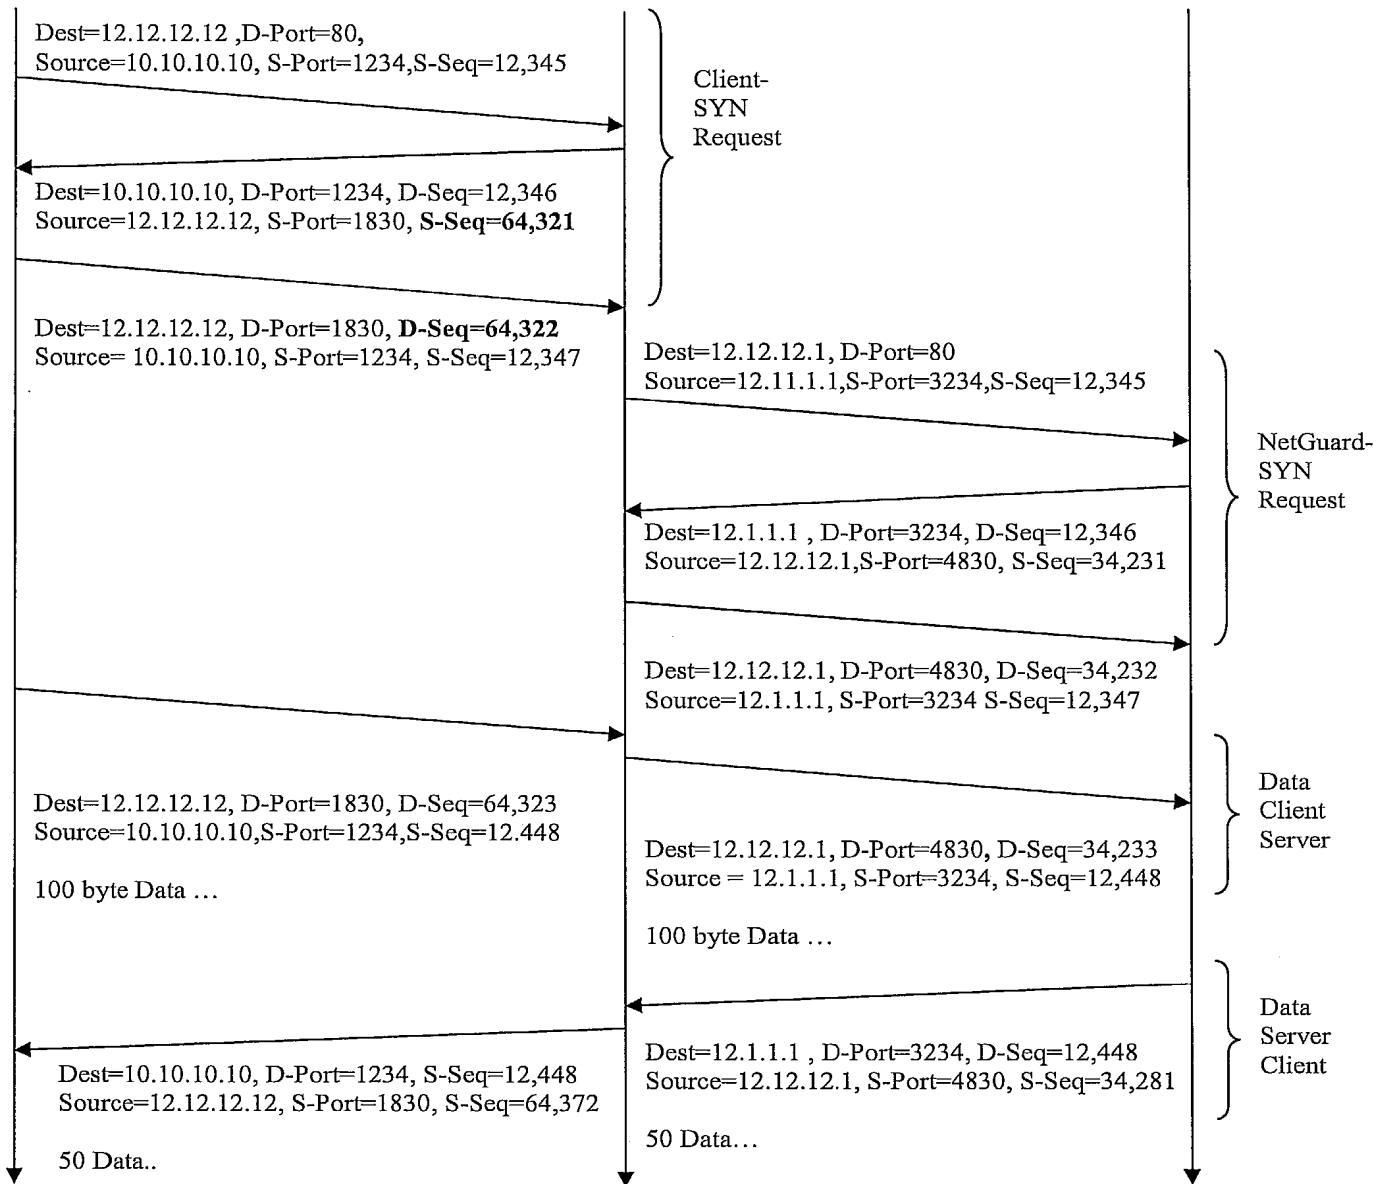 Dest=12.12.12.12 ,D-Port=80,
Source=10.10.10.10, S-Port=1234,S-Seq=12,345
Client-
SYN
Request
Dest=10.10.10.10, D-Port=1234, D-Seq=12,346
Source=12.12.12.12, S-Port=1830, S-Seq=64,321
Dest=12.12.12.12, D-Port=1830, D-Seq=64,322
Source= 10.10.10.10, S-Port=1234, S-Seq=12,347
Dest=12.12.12.1, D-Port=80
Source=12.11.1.1,S-Port=3234,S-Seq=12,345
NetGuard-
SYN
Request
Dest=12.1.1.1 , D-Port=3234, D-Seq=12,346
Source=12.12.12.1,S-Port=4830, S-Seq=34,231
Dest=12.12.12.1, D-Port=4830, D-Seq=34,232
Source=12.1.1.1, S-Port=3234 S-Seq=12,347
Dest=12.12.12.12, D-Port=1830, D-Seq=64,323
Source=10.10.10.10,S-Port=1234,S-Seq=12.448
100 byte Data ...
Dest=12.12.12.1, D-Port=4830, D-Seq=34,233
Source = 12.1.1.1, S-Port=3234, S-Seq=12,448
100 byte Data ...
Data
Client
Server
Dest=12.1.1.1 , D-Port=3234, D-Seq=12,448
Source=12.12.12.1, S-Port=4830, S-Seq=34,281
50 Data...
Data
Server
Client
Dest=10.10.10.10, D-Port=1234, S-Seq=12,448
Source=12.12.12.12, S-Port=1830, S-Seq=64,372
50 Data..